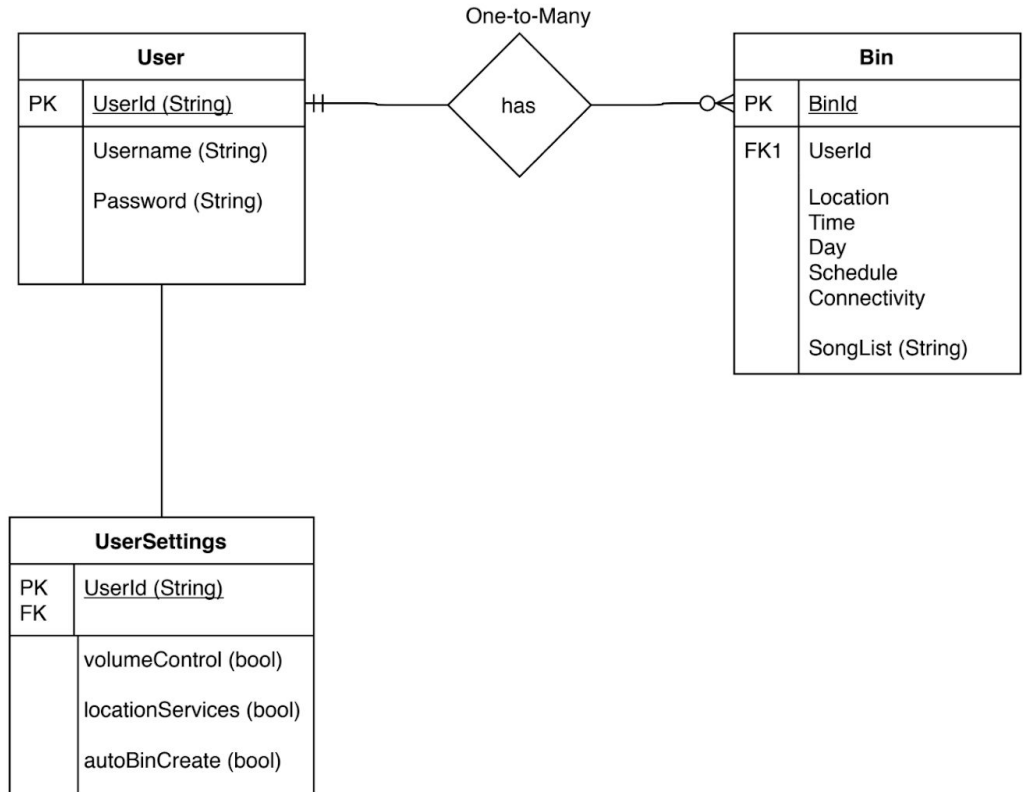 One-to-Many
User
PK UserId (String)
Username (String)
Password (String)
has
Bin
PK BinId
FK1 UserId
Location
Time
Day
Schedule
Connectivity
SongList (String)
UserSettings
PK UserId (String)
FK
volumeControl (bool)
locationServices (bool)
autoBinCreate (bool)